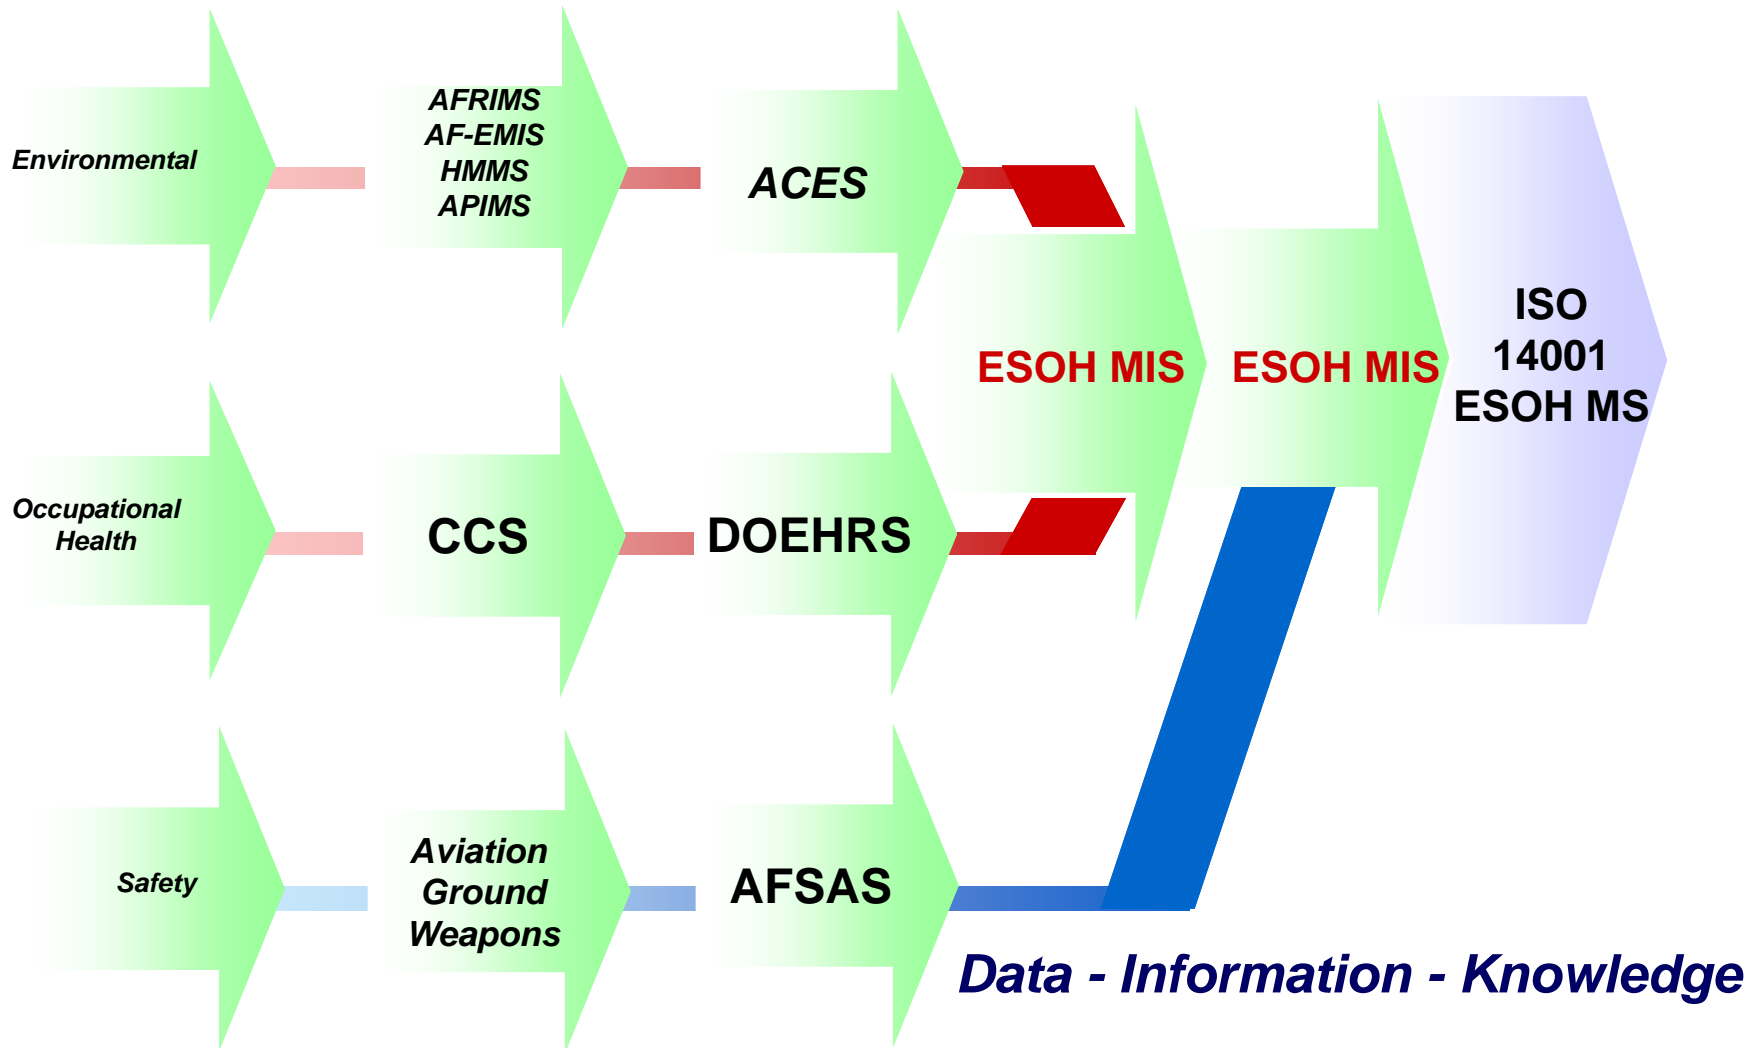 Environmental
AFRIMS
AF-EMIS
HMMS
APIMS
ACES
ESOH MIS
ESOH MIS
ISO
14001
ESOH MS
Occupational
Health
CCS
DOEHRS
Safety
Aviation
Ground
Weapons
AFSAS
Data - Information - Knowledge